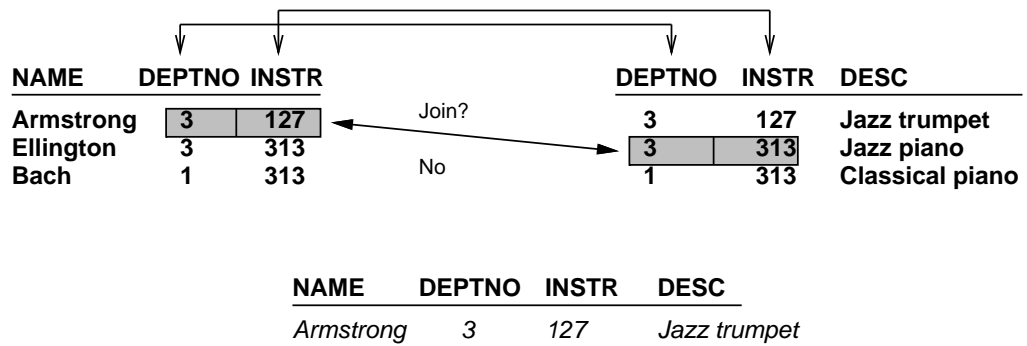 NAME DEPTNO INSTR DEPTNO INSTR DESC
Armstrong 3 127 Join? 3 127 Jazz trumpet
Ellington 3 313 3 313 Jazz piano
Bach 1 313 No 1 313 Classical piano
NAME DEPTNO INSTR DESC
Armstrong 3 127 Jazz trumpet